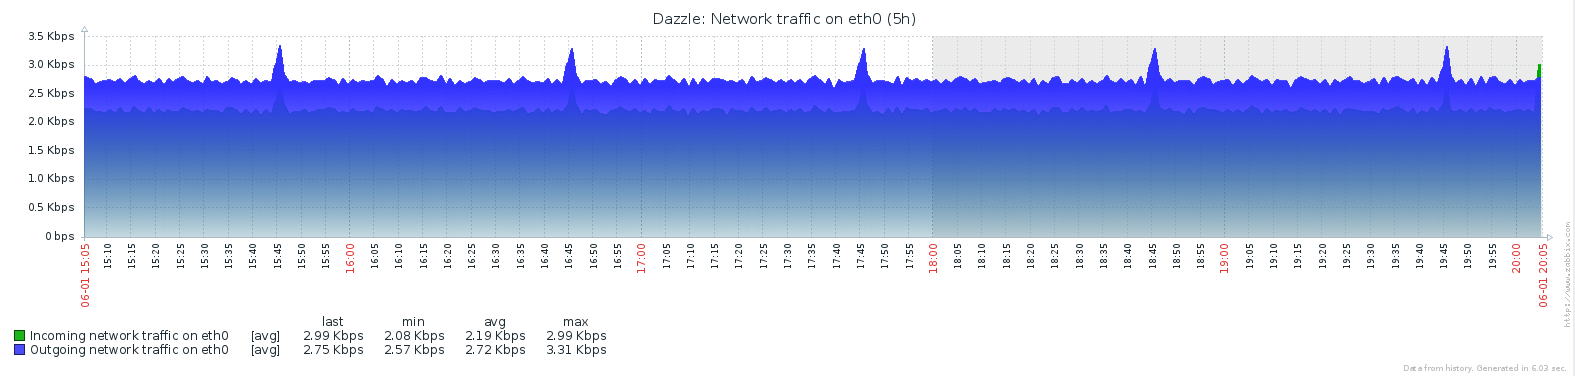 Dazzle: Network traffic on eth0 (5h)
3.5 Kbps
3.0 Kbps
2.5 Kbps
2.0 Kbps
1.5 Kbps
1.0 Kbps
0.5 Kbps
0 bps
06-01 15:05 15:10 15:15 15:20 15:25 15:30 15:35 15:40 15:45 15:50 15:55 16:00 16:05 16:10 16:15 16:20 16:25 16:30 16:35 16:40 16:45 16:50 16:55 17:00 17:05 17:10 17:15 17:20 17:25 17:30 17:35 17:40 17:45 17:50 17:55 18:00 18:05 18:10 18:15 18:20 18:25 18:30 18:35 18:40 18:45 18:50 18:55 19:00 19:05 19:10 19:15 19:20 19:25 19:30 19:35 19:40 19:45 19:50 19:55 20:00 06-01 20:05
http://www.zabbix.com
last min avg max
Incoming network traffic on eth0 [avg] 2.99 Kbps 2.08 Kbps 2.19 Kbps 2.99 Kbps
Outgoing network traffic on eth0 [avg] 2.75 Kbps 2.57 Kbps 2.72 Kbps 3.31 Kbps
Data from history. Generated in 6.03 sec.